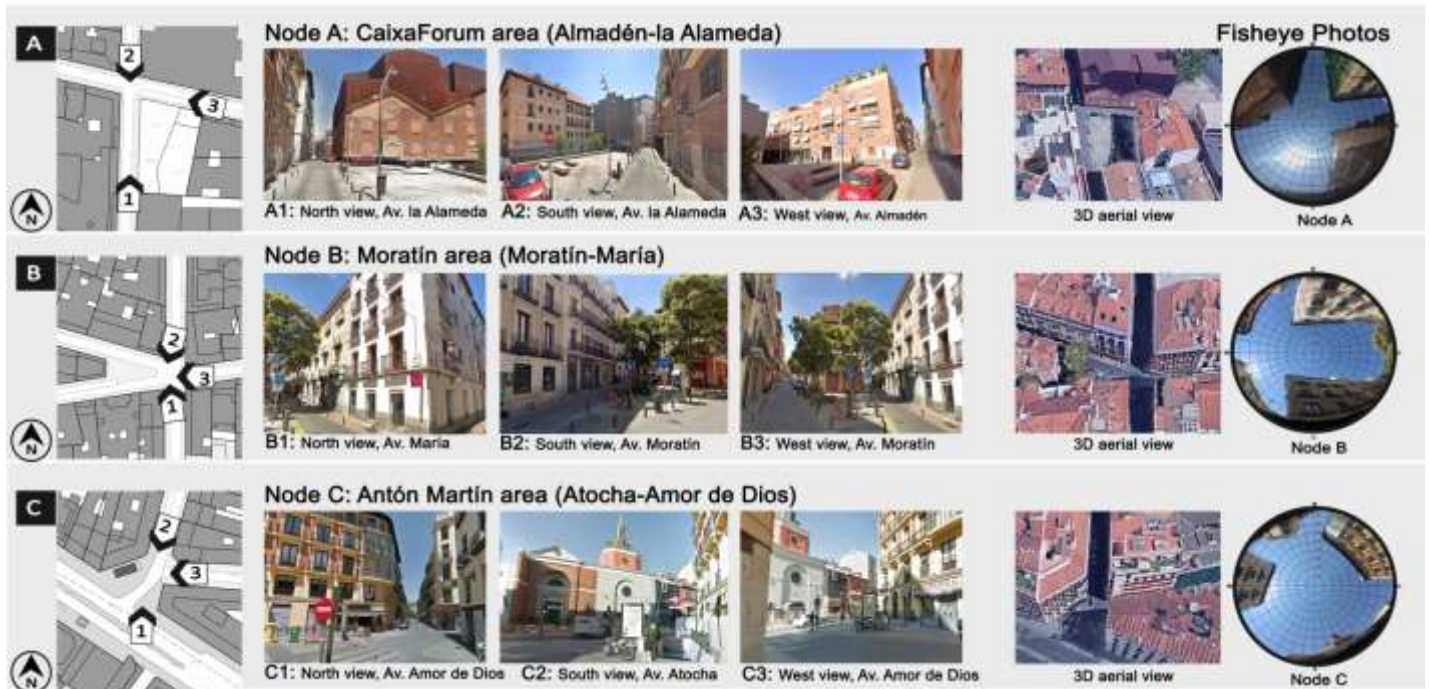 A
Node A: CaixaForum area (Almadén-la Alameda)
Fisheye Photos
2
3
1
N
A1: North view, Av. la Alameda
A2: South view, Av. la Alameda
A3: West view, Av. Almadén
3D aerial view
Node A
B
Node B: Moratín area (Moratín-María)
2
3
1
N
B1: North view, Av. María
B2: South view, Av. Moratín
B3: West view, Av. Moratín
3D aerial view
Node B
C
Node C: Antón Martín area (Atocha-Amor de Dios)
2
3
1
N
C1: North view, Av. Amor de Dios
C2: South view, Av. Atocha
C3: West view, Av. Amor de Dios
3D aerial view
Node C